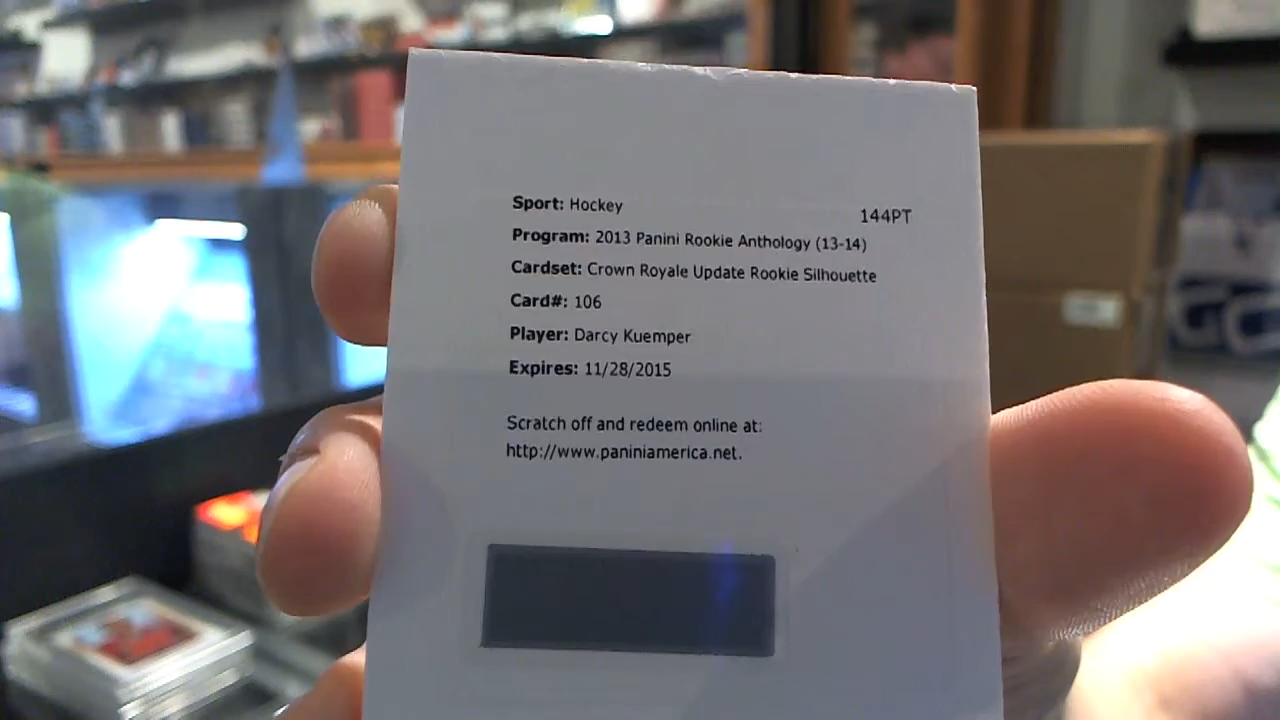 Sport: Hockey
144PT
Program: 2013 Panini Rookie Anthology (13-14)
Cardset: Crown Royale Update Rookie Silhouette
Card#: 106
Player: Darcy Kuemper
Expires: 11/28/2015
Scratch off and redeem online at:
http://www.paniniamerica.net.